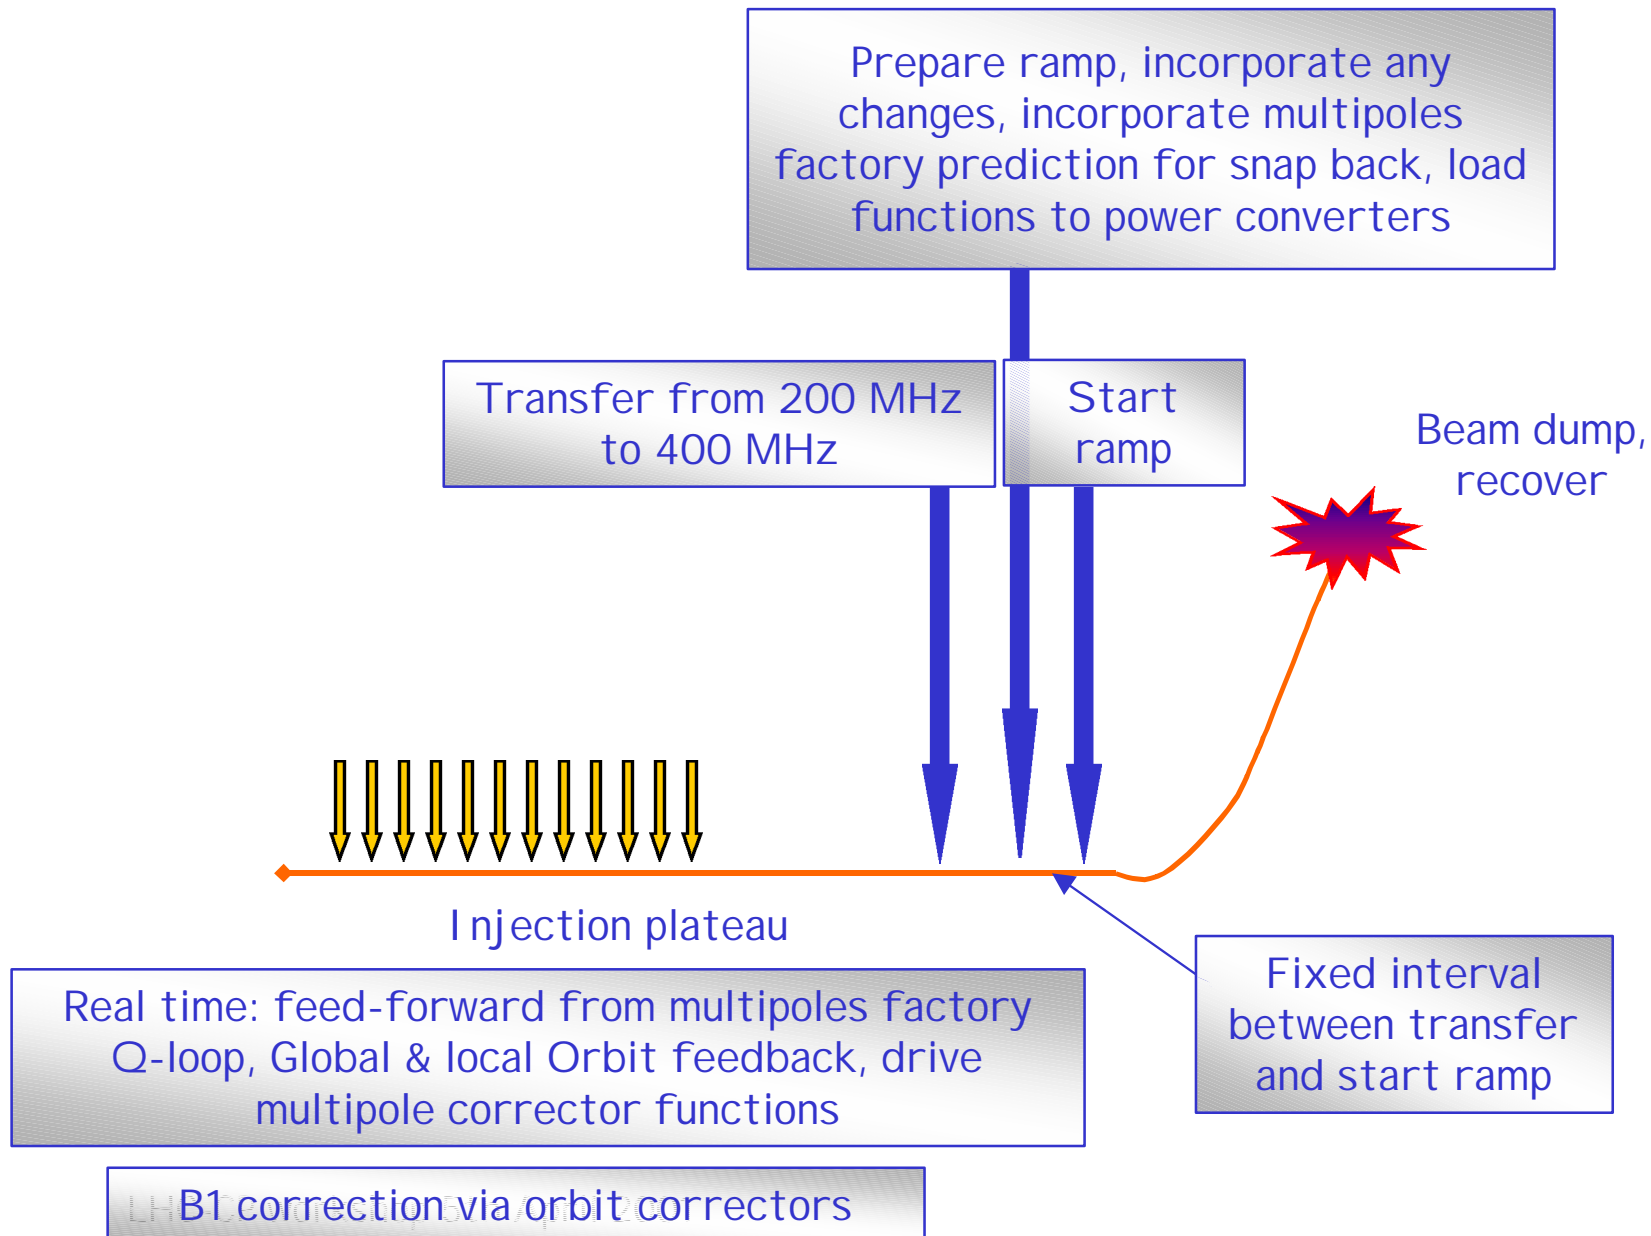 Prepare ramp, incorporate any
changes, incorporate multipoles
factory prediction for snap back, load
functions to power converters
Transfer from 200 MHz
to 400 MHz
Start
ramp
Beam dump,
recover
Injection plateau
Real time: feed-forward from multipoles factory
Q-loop, Global & local Orbit feedback, drive
multipole corrector functions
Fixed interval
between transfer
and start ramp
B1 correction via orbit correctors